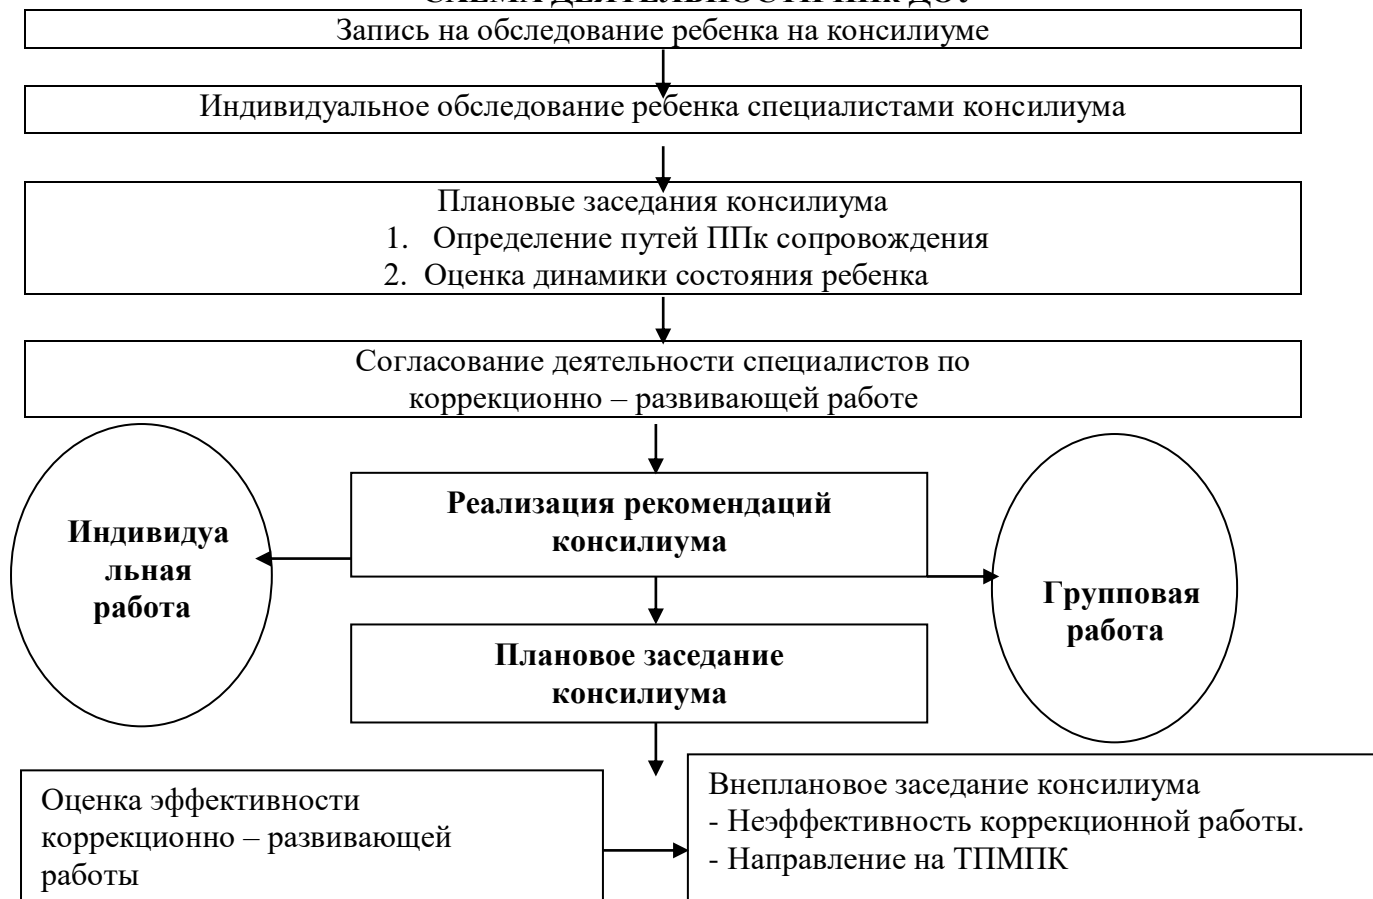 Запись на обследование ребенка на консилиуме
Индивидуальное обследование ребенка специалистами консилиума
Плановые заседания консилиума
1. Определение путей ППк сопровождения
2. Оценка динамики состояния ребенка
Согласование деятельности специалистов по
коррекционно – развивающей работе
Реализация рекомендаций
консилиума
Индивидуа
льная
работа
Групповая
работа
Плановое заседание
консилиума
Оценка эффективности
коррекционно – развивающей
работы
Внеплановое заседание консилиума
- Неэффективность коррекционной работы.
- Направление на ТПМПК